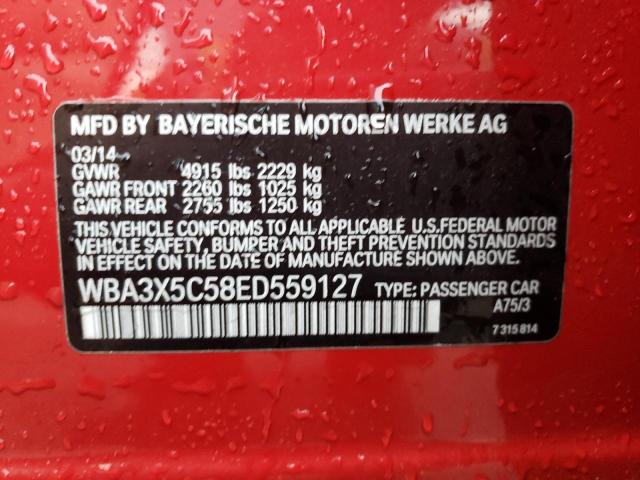 MFD BY BAYERISCHE MOTOREN WERKE AG
03/14
GVWR 4915 lbs 2229 kg
GAWR FRONT 2260 lbs 1025 kg
GAWR REAR 2755 lbs 1250 kg
THIS VEHICLE CONFORMS TO ALL APPLICABLE U.S.FEDERAL MOTOR
VEHICLE SAFETY, BUMPER AND THEFT PREVENTION STANDARDS
IN EFFECT ON THE DATE OF MANUFACTURE SHOWN ABOVE.
WBA3X5C58ED559127 TYPE: PASSENGER CAR
A75/3
7 315 814